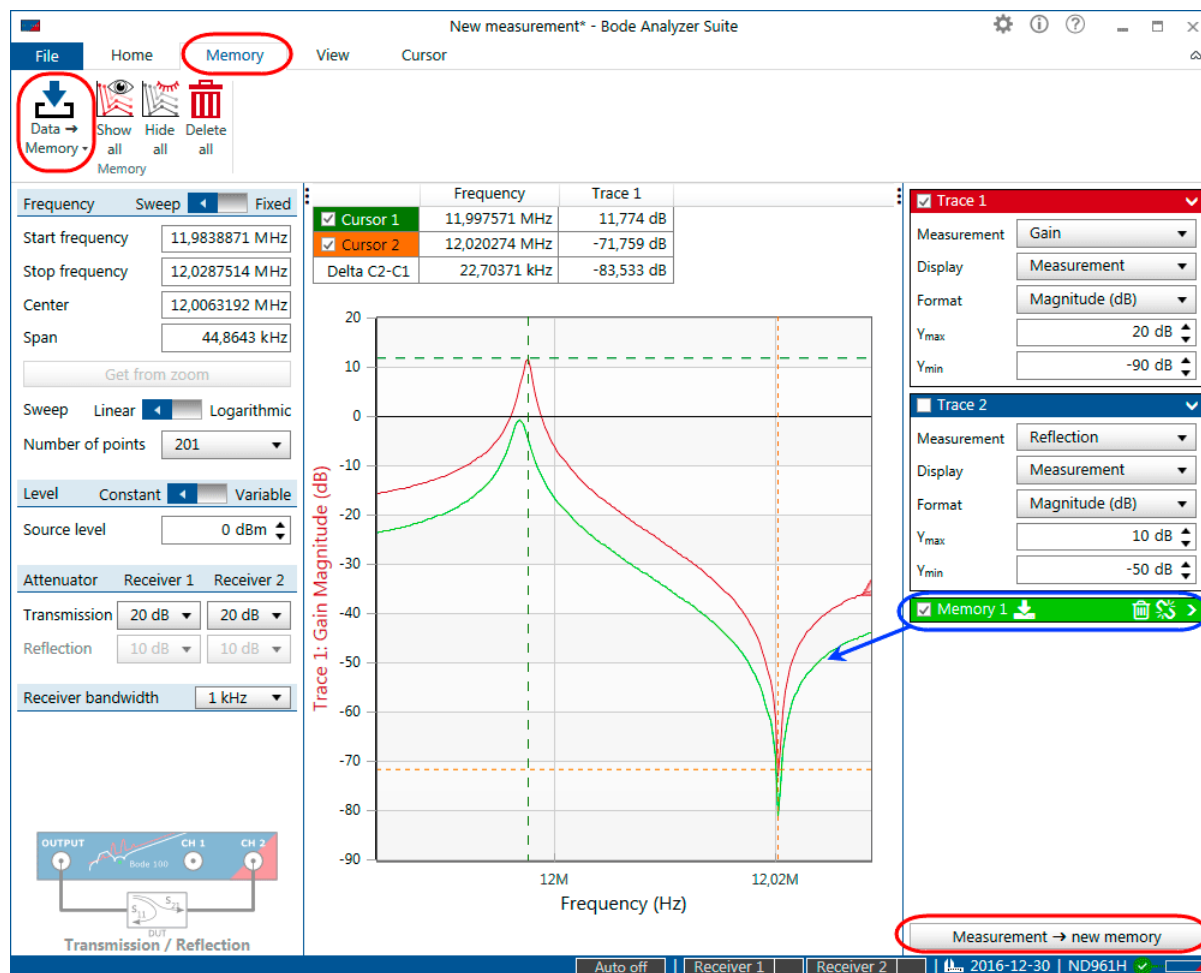 New measurement* - Bode Analyzer Suite
File Home Memory View Cursor
Data → Memory
Show all
Hide all
Delete all
Memory
Frequency Sweep Fixed
Start frequency 11,9838871 MHz
Stop frequency 12,0287514 MHz
Center 12,0063192 MHz
Span 44,8643 kHz
Get from zoom
Sweep Linear Logarithmic
Number of points 201
Level Constant Variable
Source level 0 dBm
Attenuator Receiver 1 Receiver 2
Transmission 20 dB 20 dB
Reflection 10 dB 10 dB
Receiver bandwidth 1 kHz
OUTPUT CH 1 CH 2
Bode 100
S11 S21
DUT
Transmission / Reflection
Frequency Trace 1
Cursor 1 11,997571 MHz 11,774 dB
Cursor 2 12,020274 MHz -71,759 dB
Delta C2-C1 22,70371 kHz -83,533 dB
Trace 1: Gain Magnitude (dB)
20
10
0
-10
-20
-30
-40
-50
-60
-70
-80
-90
12M 12,02M
Frequency (Hz)
Trace 1
Measurement Gain
Display Measurement
Format Magnitude (dB)
Ymax 20 dB
Ymin -90 dB
Trace 2
Measurement Reflection
Display Measurement
Format Magnitude (dB)
Ymax 10 dB
Ymin -50 dB
Memory 1
Measurement → new memory
Auto off | Receiver 1 Receiver 2 | 2016-12-30 | ND961H